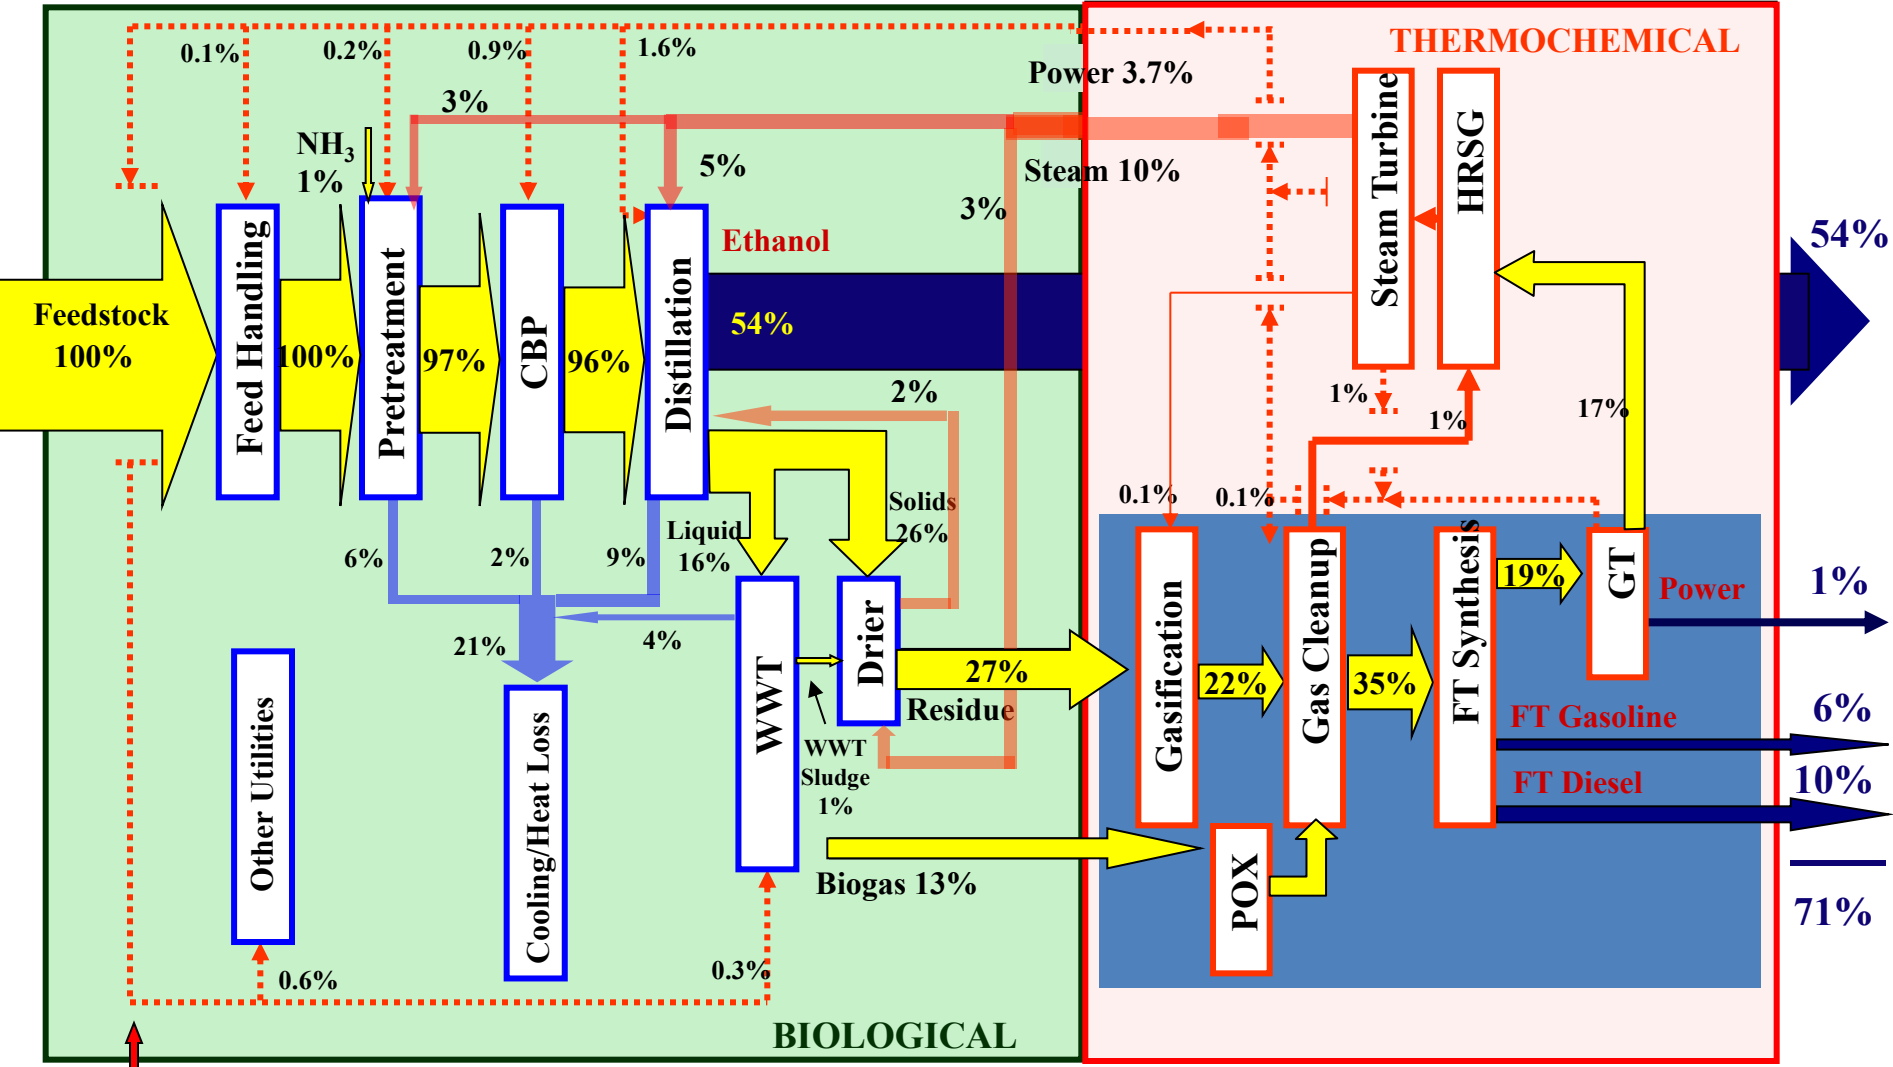 THERMOCHEMICAL
0.1%
0.2%
0.9%
1.6%
Power 3.7%
3%
NH3
1%
5%
Steam 10%
3%
Steam Turbine
HRSG
Ethanol
54%
54%
Feedstock
100%
Feed Handling
100%
Pretreatment
97%
CBP
96%
Distillation
2%
1%
1%
17%
Solids
26%
Liquid
16%
0.1%
0.1%
6%
2%
9%
21%
4%
WWT
Drier
27%
Residue
WWT
Sludge
1%
Gasification
22%
Gas Cleanup
35%
FT Synthesis
19%
GT
Power
1%
FT Gasoline
6%
FT Diesel
10%
71%
Other Utilities
Cooling/Heat Loss
Biogas 13%
POX
0.6%
0.3%
BIOLOGICAL